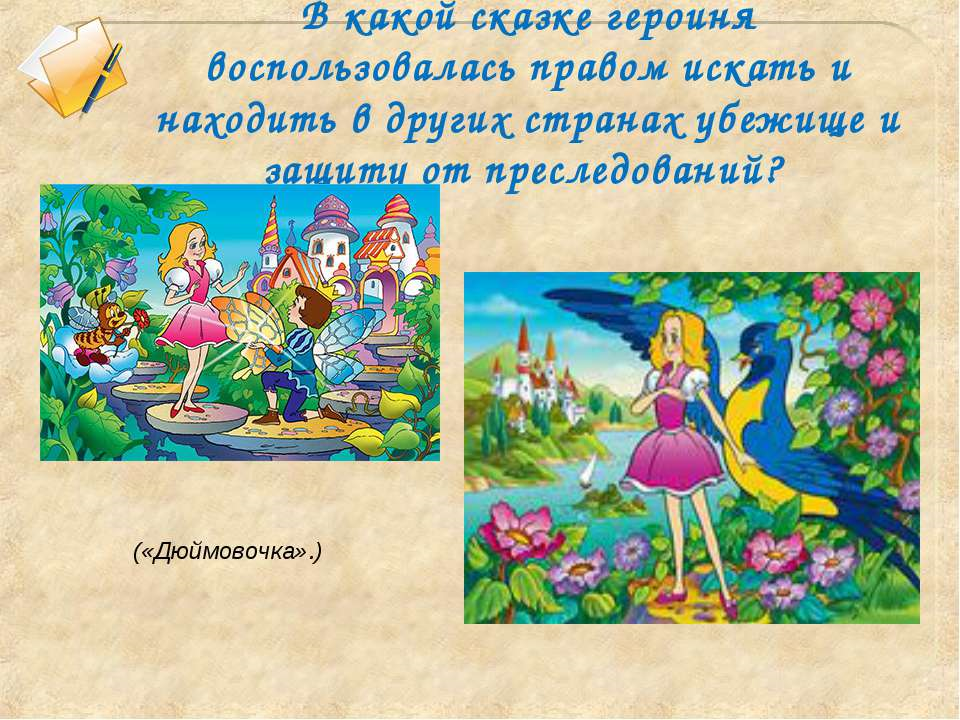 В какой сказке героиня
воспользовалась правом искать и
находить в других странах убежище и
защиту от преследований?
(«Дюймовочка».)